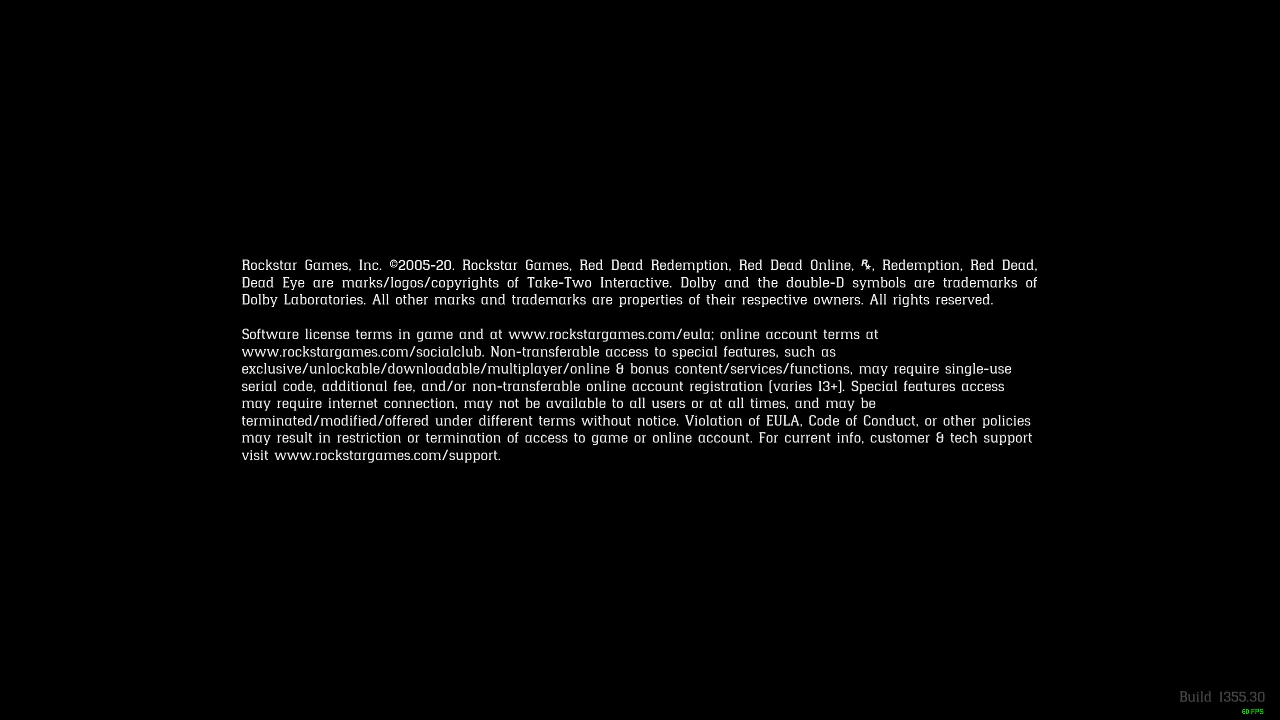 Rockstar Games, Inc. ©2005-20. Rockstar Games, Red Dead Redemption, Red Dead Online, R★, Redemption, Red Dead,
Dead Eye are marks/logos/copyrights of Take-Two Interactive. Dolby and the double-D symbols are trademarks of
Dolby Laboratories. All other marks and trademarks are properties of their respective owners. All rights reserved.
Software license terms in game and at www.rockstargames.com/eula; online account terms at
www.rockstargames.com/socialclub. Non-transferable access to special features, such as
exclusive/unlockable/downloadable/multiplayer/online & bonus content/services/functions, may require single-use
serial code, additional fee, and/or non-transferable online account registration (varies 13+). Special features access
may require internet connection, may not be available to all users or at all times, and may be
terminated/modified/offered under different terms without notice. Violation of EULA, Code of Conduct, or other policies
may result in restriction or termination of access to game or online account. For current info, customer & tech support
visit www.rockstargames.com/support.
Build 1355.30
60 FPS